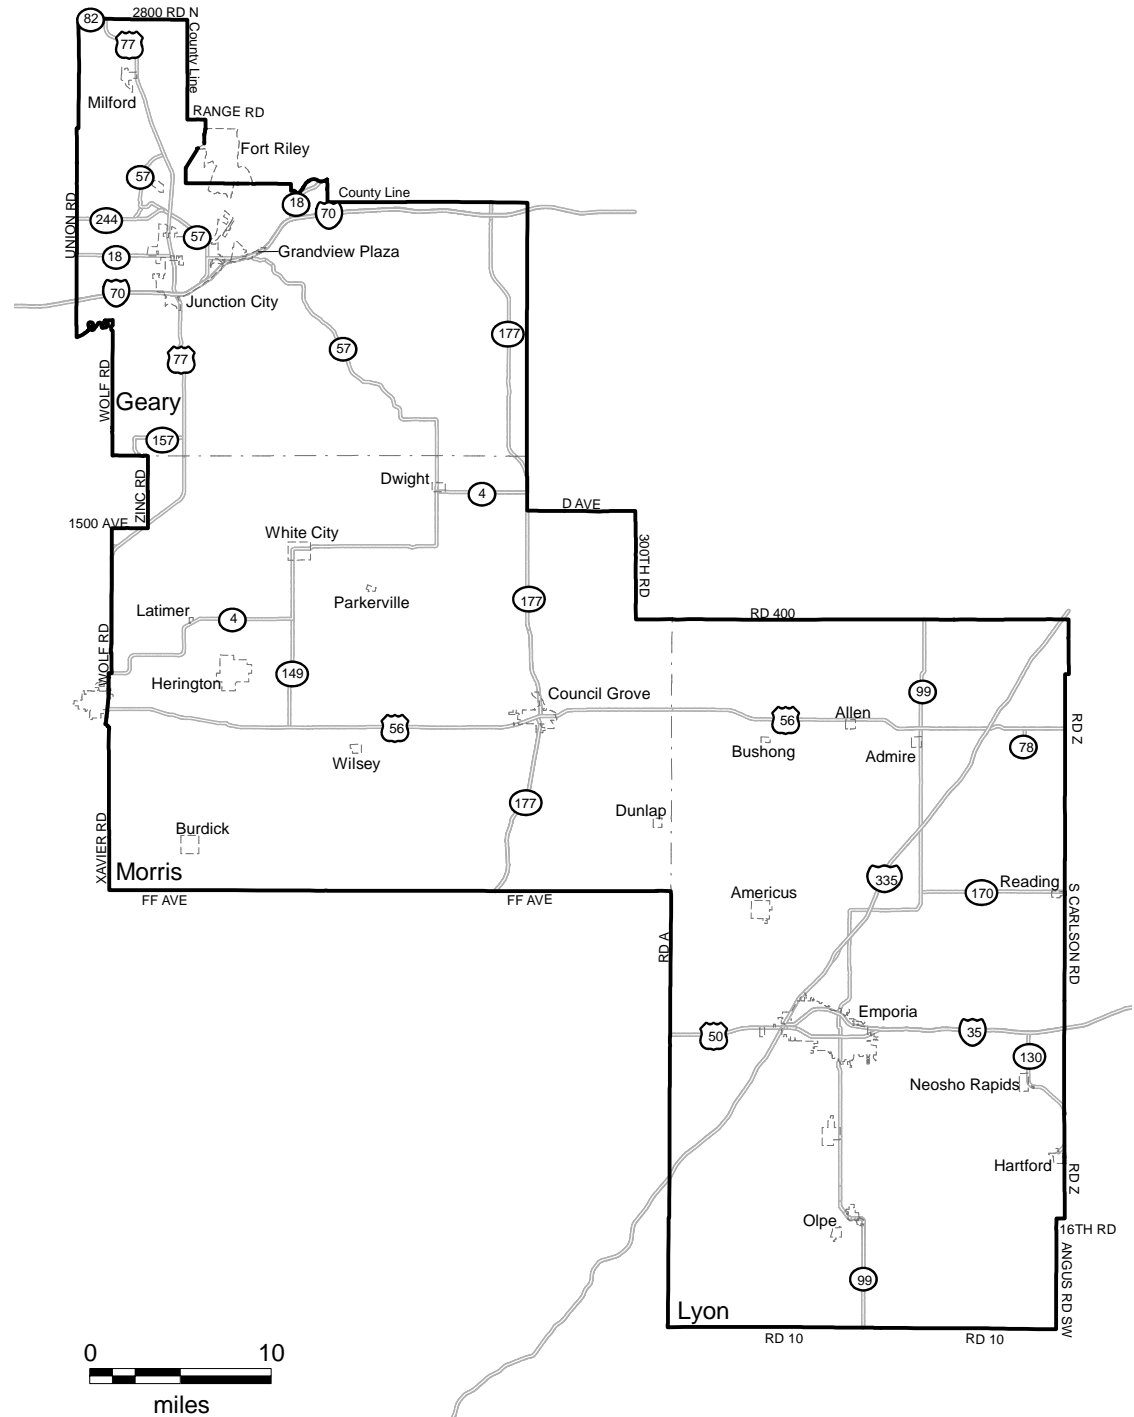 82
2800 RD N
77
County Line
Milford
RANGE RD
Fort Riley
57
County Line
18
70
UNION RD
244
57
18
Grandview Plaza
70
Junction City
177
57
77
WOLF RD
Geary
157
Dwight
ZINC RD
4
D AVE
1500 AVE
White City
300TH RD
Parkerville
177
Latimer
4
RD 400
WOLF RD
149
Herington
Council Grove
99
56
56
Allen
RD Z
Bushong
Admire
78
Wilsey
177
Dunlap
Burdick
XAVIER RD
Morris
335
Reading
170
Americus
FF AVE
FF AVE
S CARLSON RD
RD A
Emporia
50
35
130
Neosho Rapids
Hartford
RD Z
Olpe
16TH RD
99
ANGUS RD SW
Lyon
RD 10
RD 10
0 10
miles